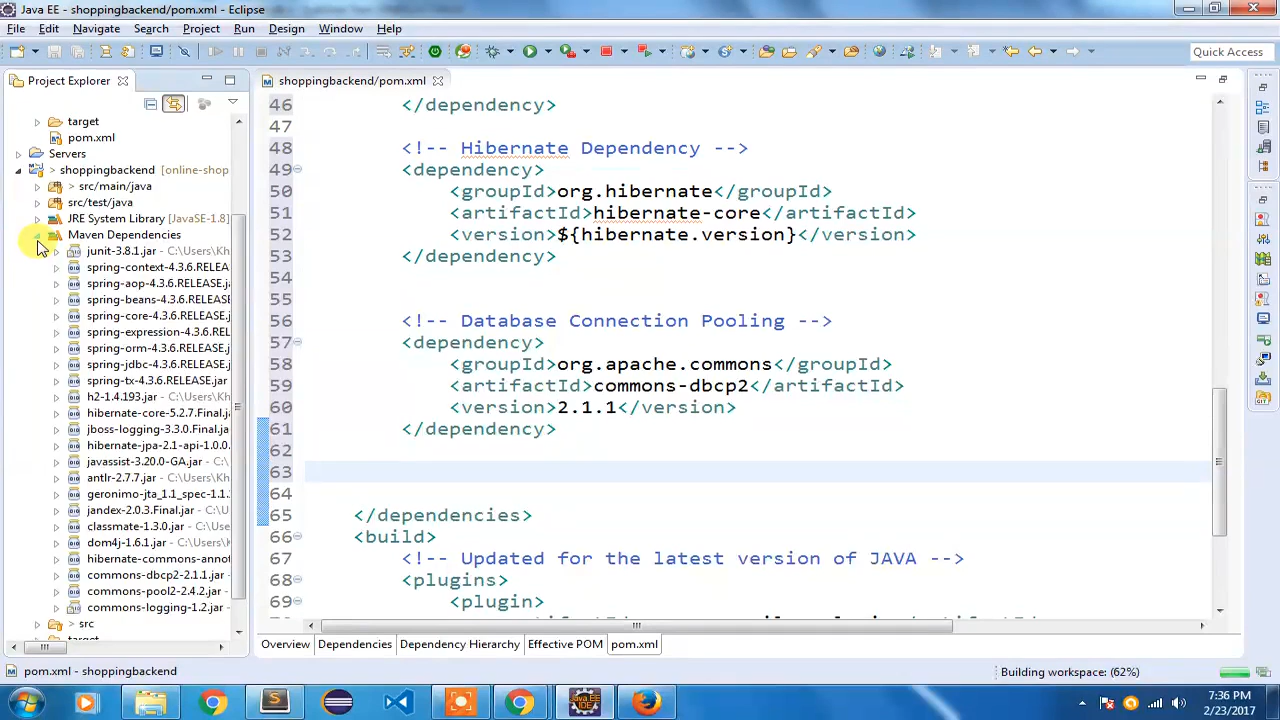 Java EE - shoppingbackend/pom.xml - Eclipse
File Edit Navigate Search Project Run Design Window Help
Quick Access
Project Explorer
shoppingbackend/pom.xml
target
pom.xml
Servers
shoppingbackend [online-shop
> src/main/java
src/test/java
JRE System Library [JavaSE-1.8]
Maven Dependencies
junit-3.8.1.jar - C:\Users\Kh
spring-context-4.3.6.RELEA
spring-aop-4.3.6.RELEASE.j
spring-beans-4.3.6.RELEASE
spring-core-4.3.6.RELEASE.
spring-expression-4.3.6.REL
spring-orm-4.3.6.RELEASE.j
spring-jdbc-4.3.6.RELEASE.j
spring-tx-4.3.6.RELEASE.jar
h2-1.4.193.jar - C:\Users\Kh
hibernate-core-5.2.7.Final.j
jboss-logging-3.3.0.Final.ja
hibernate-jpa-2.1-api-1.0.0.
javassist-3.20.0-GA.jar - C:\
antlr-2.7.7.jar - C:\Users\Kh
geronimo-jta_1.1_spec-1.1.
jandex-2.0.3.Final.jar - C:\U
classmate-1.3.0.jar - C:\Use
dom4j-1.6.1.jar - C:\Users\
hibernate-commons-annot
commons-dbcp2-2.1.1.jar -
commons-pool2-2.4.2.jar -
commons-logging-1.2.jar -
> src
target
46 </dependency>
47
48 <!-- Hibernate Dependency -->
49 <dependency>
50 <groupId>org.hibernate</groupId>
51 <artifactId>hibernate-core</artifactId>
52 <version>${hibernate.version}</version>
53 </dependency>
54
55
56 <!-- Database Connection Pooling -->
57 <dependency>
58 <groupId>org.apache.commons</groupId>
59 <artifactId>commons-dbcp2</artifactId>
60 <version>2.1.1</version>
61 </dependency>
62
63
64
65 </dependencies>
66 <build>
67 <!-- Updated for the latest version of JAVA -->
68 <plugins>
69 <plugin>
Overview Dependencies Dependency Hierarchy Effective POM pom.xml
pom.xml - shoppingbackend
Building workspace: (62%)
7:36 PM
2/23/2017